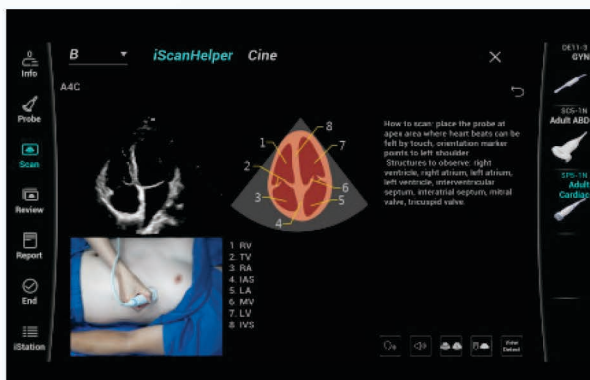 B
iScanHelper
Cine
A4C
Info
Probe
Scan
Review
Report
End
iStation
1
2
3
4
5
6
7
8
1 RV
2. TV
3. RA
4. IAS
5. LA
6 MV
7. LV
8 IVS
How to scan: place the probe at
apex area where heart beats can be
felt by touch, orientation marker
points to left shoulder
Structures to observe: right
ventricle, right atrium, left atrium,
left ventricle, interventricular
septum, interatrial septum, mitral
valve, tricuspid valve.
DE11-3
GYN
SC5-1N
Adult ABD
SP5-1N
Adult
Cardiac